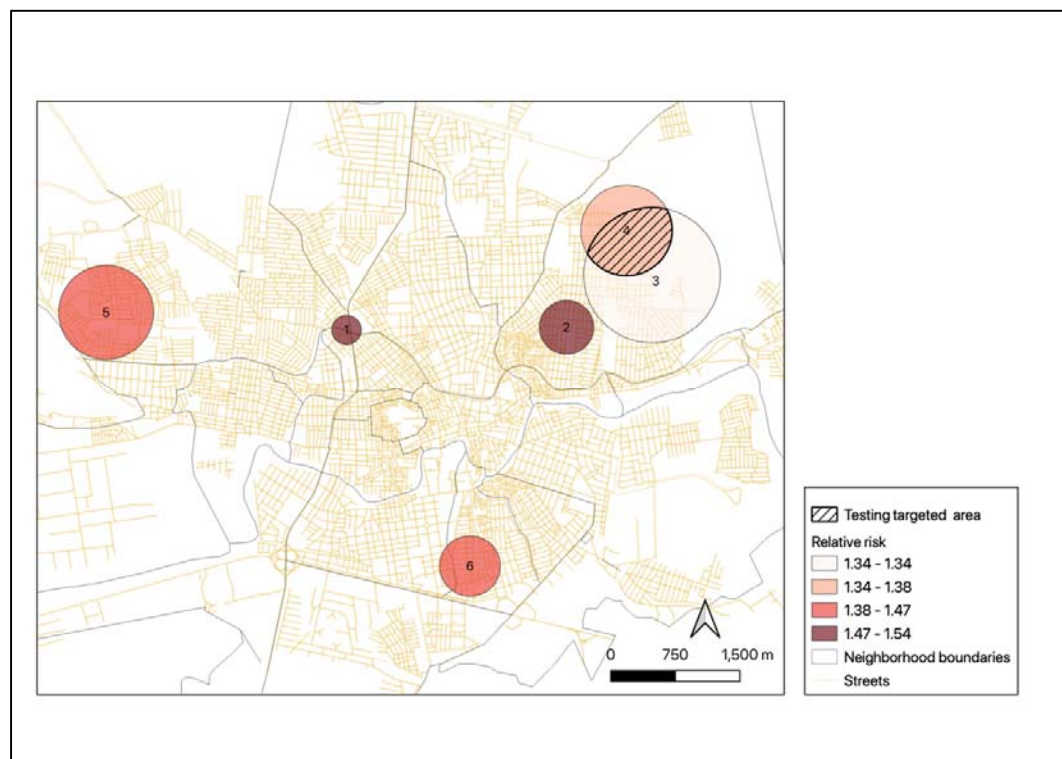 4
3
5
1
2
6
0 750 1,500 m
Testing targeted area
Relative risk
1.34 - 1.34
1.34 - 1.38
1.38 - 1.47
1.47 - 1.54
Neighborhood boundaries
Streets